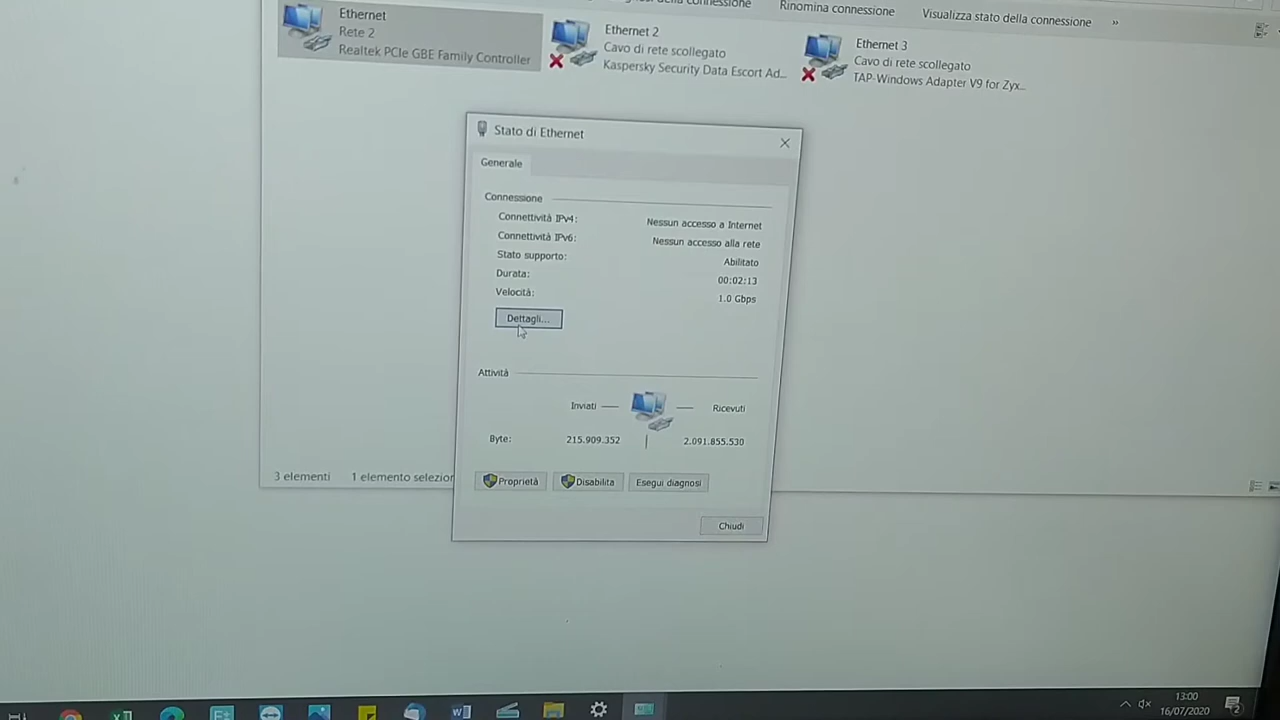 della connessione
Rinomina connessione
Visualizza stato della connessione
»
Ethernet
Rete 2
Realtek PCIe GBE Family Controller
Ethernet 2
Cavo di rete scollegato
Kaspersky Security Data Escort Ad...
Ethernet 3
Cavo di rete scollegato
TAP-Windows Adapter V9 for Zyx...
Stato di Ethernet
Generale
Connessione
Connettività IPv4: Nessun accesso a Internet
Connettività IPv6: Nessun accesso alla rete
Stato supporto: Abilitato
Durata: 00:02:13
Velocità: 1.0 Gbps
Dettagli...
Attività
Inviati Ricevuti
Byte: 215.909.352 2.091.855.530
Proprietà Disabilita Esegui diagnosi
Chiudi
3 elementi 1 elemento selezior
13:00
16/07/2020
2